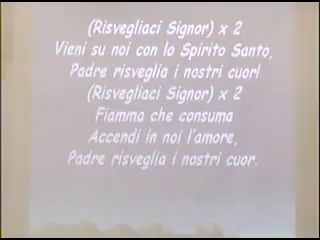 (Risvegliaci Signor) x 2
Vieni su noi con lo Spirito Santo,
Padre risveglia i nostri cuor!
(Risvegliaci Signor) x 2
Fiamma che consuma
Accendi in noi l'amore,
Padre risveglia i nostri cuor.